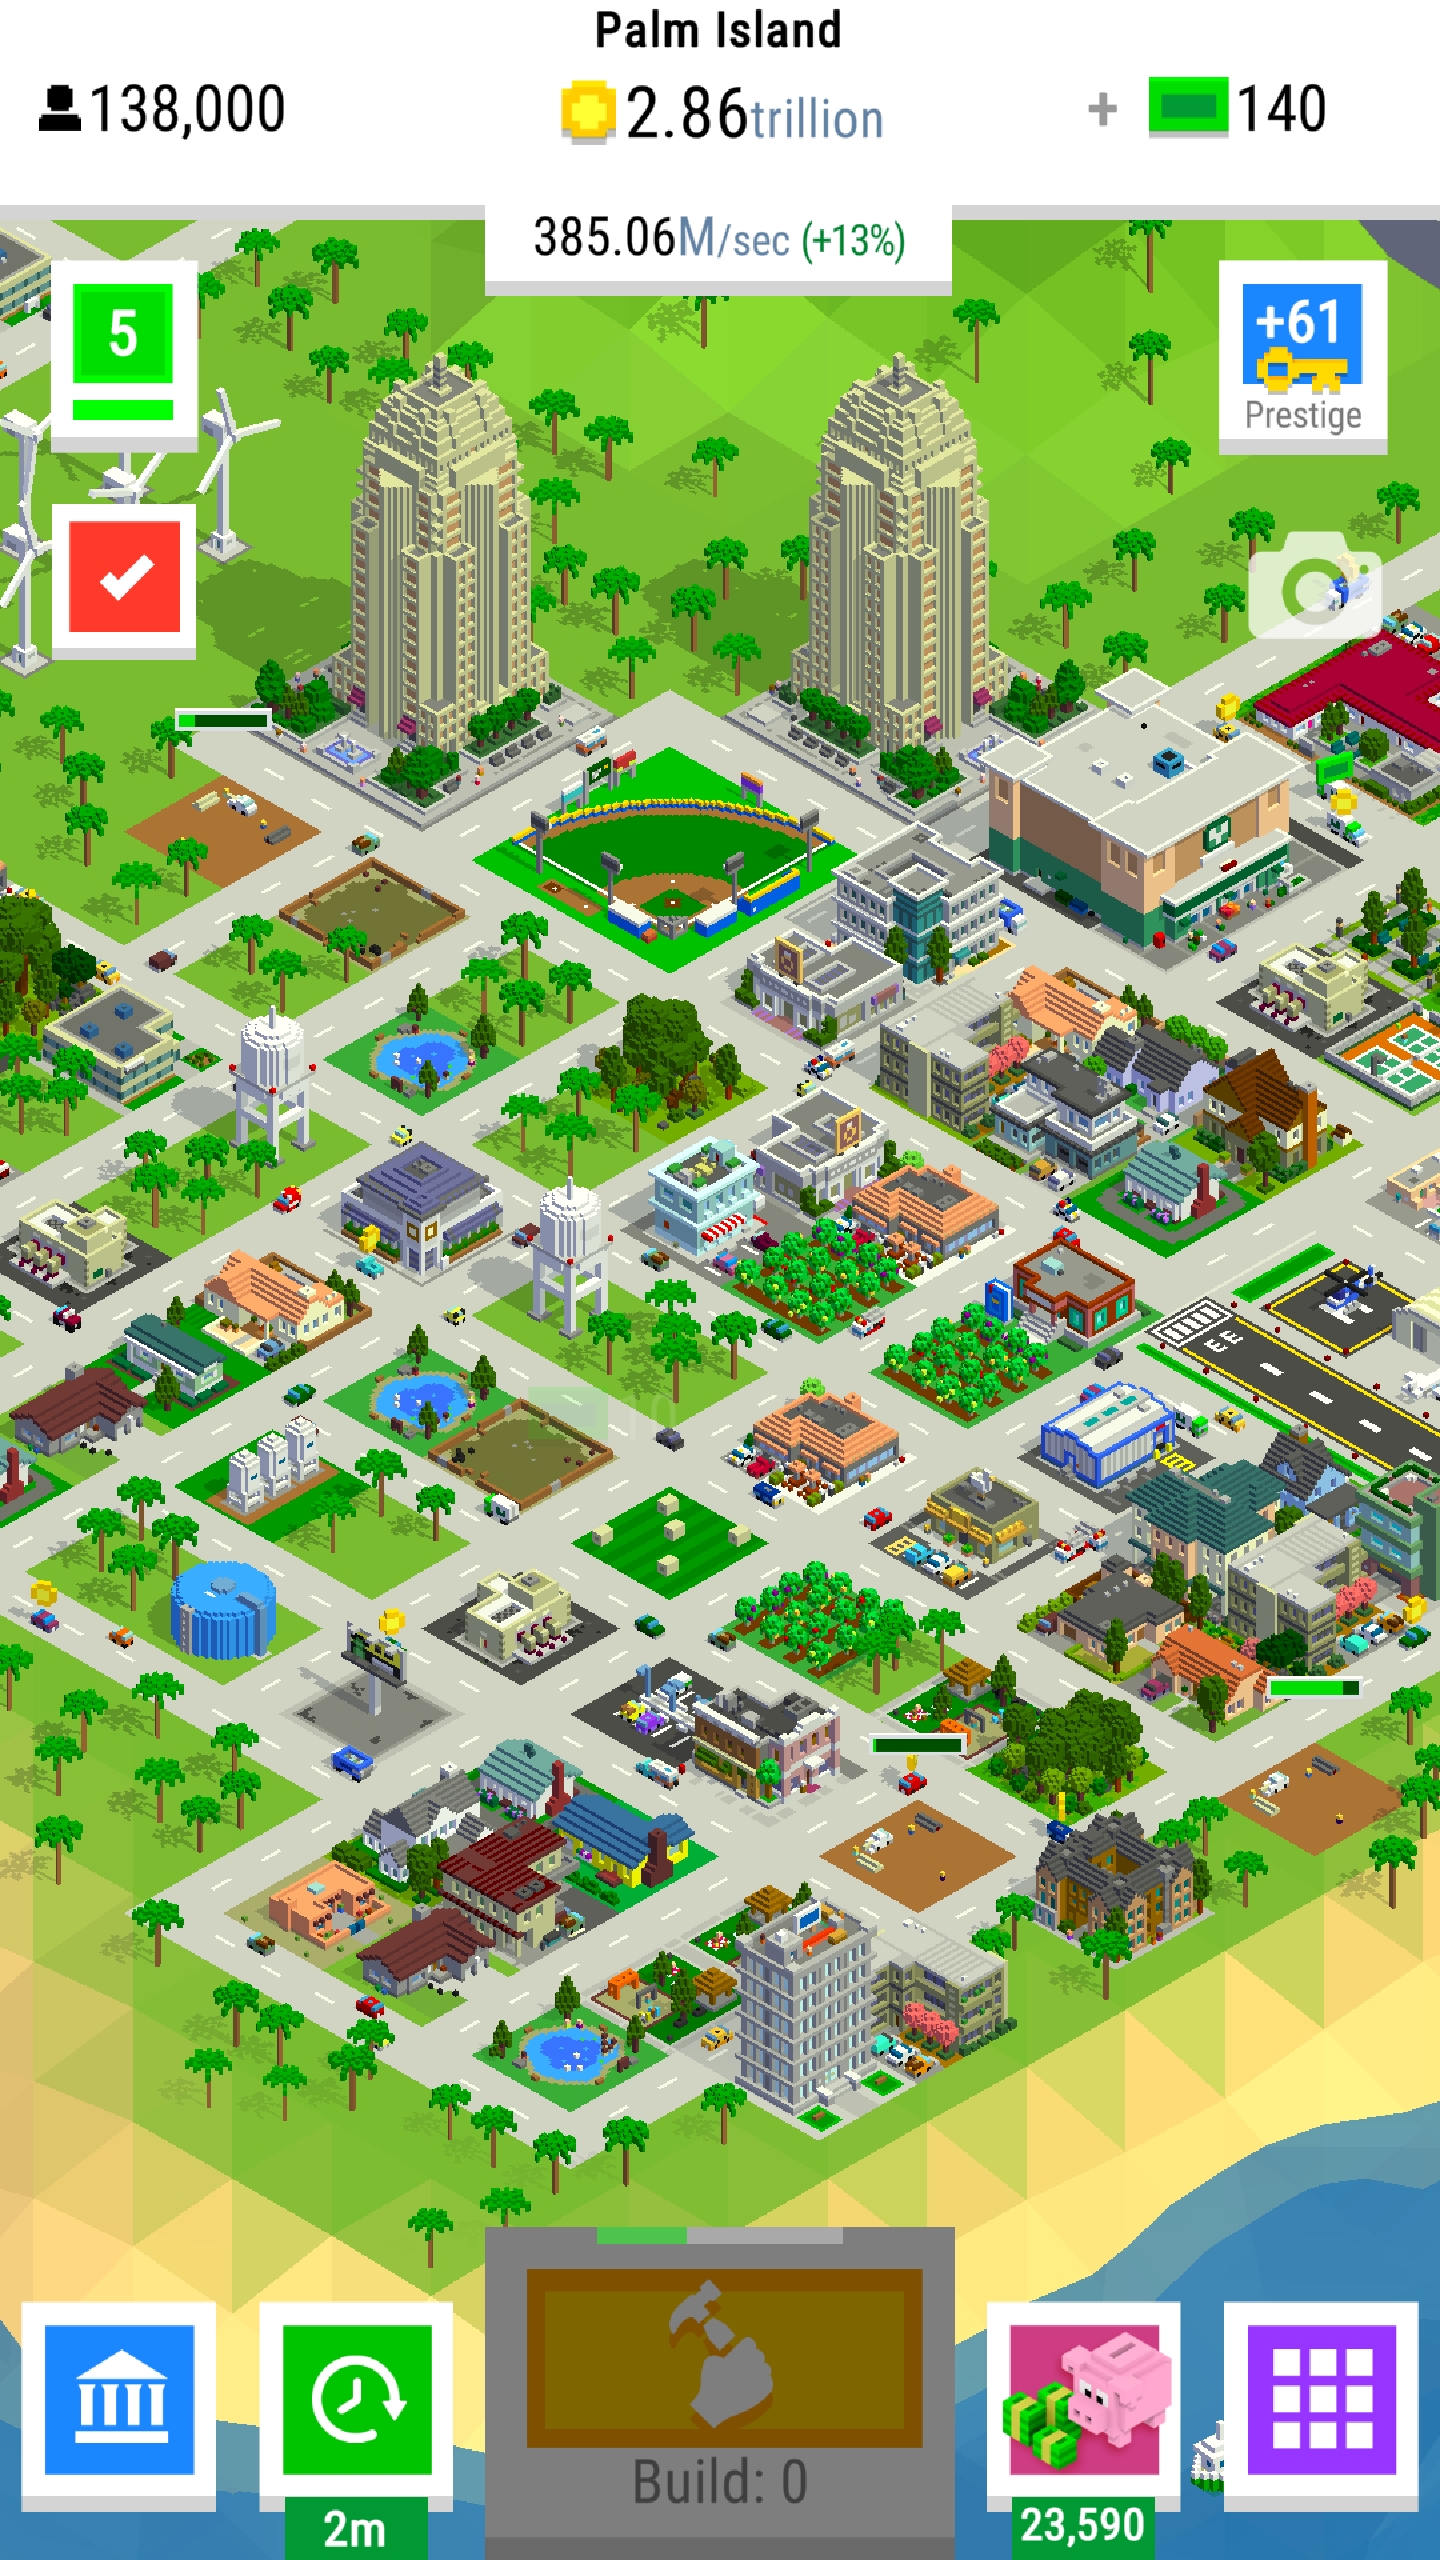 Palm Island
138,000
2.86trillion
+ 140
385.06M/sec (+13%)
5
+61
Prestige
H
Build: 0
2m
23,590